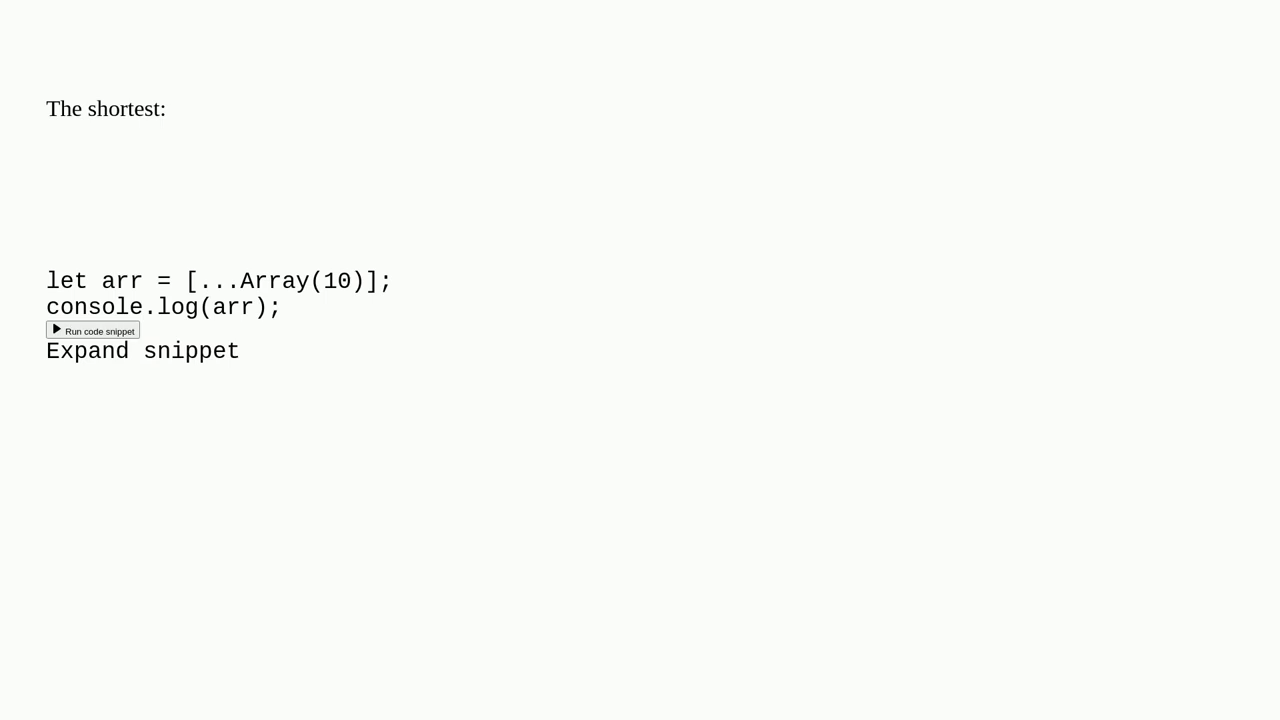 The shortest:
let arr = [...Array(10)];
console.log(arr);
Run code snippet
Expand snippet